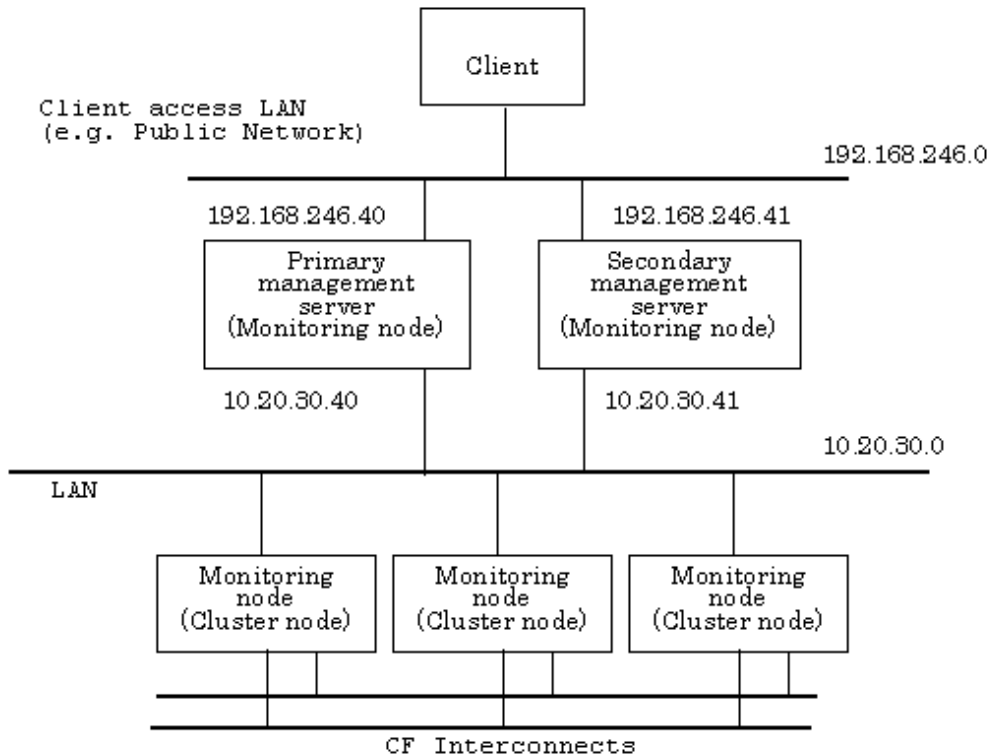 Client
Client access LAN
(e.g. Public Network)
192.168.246.0
192.168.246.40
192.168.246.41
Primary
management
server
(Monitoring node)
Secondary
management
server
(Monitoring node)
10.20.30.40
10.20.30.41
10.20.30.0
LAN
Monitoring
node
(Cluster node)
Monitoring
node
(Cluster node)
Monitoring
node
(Cluster node)
CF Interconnects